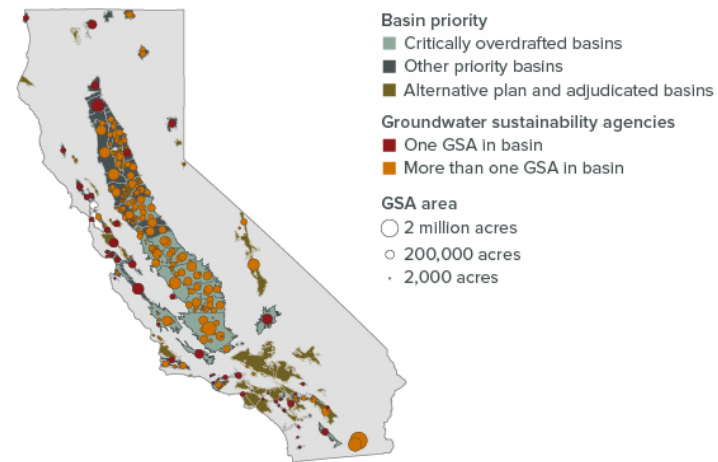 Basin priority
Critically overdrafted basins
Other priority basins
Alternative plan and adjudicated basins
Groundwater sustainability agencies
One GSA in basin
More than one GSA in basin
GSA area
2 million acres
200,000 acres
2,000 acres